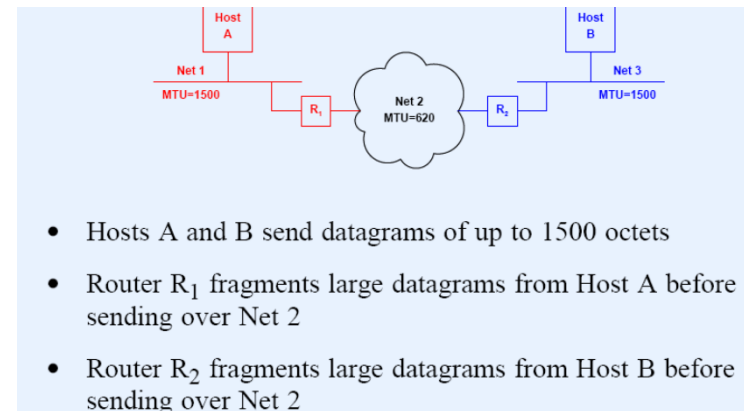 Host
A
Host
B
Net 1
Net 3
MTU=1500
MTU=1500
Net 2
MTU=620
R₁
R₂
• Hosts A and B send datagrams of up to 1500 octets
• Router R₁ fragments large datagrams from Host A before
sending over Net 2
• Router R₂ fragments large datagrams from Host B before
sending over Net 2